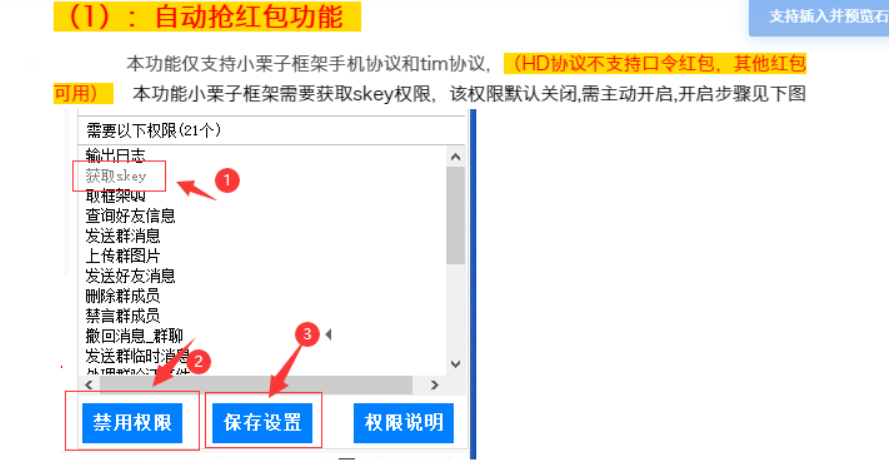 （1）：自动抢红包功能
支持插入并预览石
本功能仅支持小栗子框架手机协议和tim协议，（HD协议不支持口令红包，其他红包
可用） 本功能小栗子框架需要获取skey权限，该权限默认关闭,需主动开启,开启步骤见下图
需要以下权限(21个)
输出日志
获取skey
1
取框架QQ
查询好友信息
发送群消息
上传群图片
发送好友消息
删除群成员
禁言群成员
撤回消息_群聊
3
发送群临时消息
2
禁用权限 保存设置 权限说明